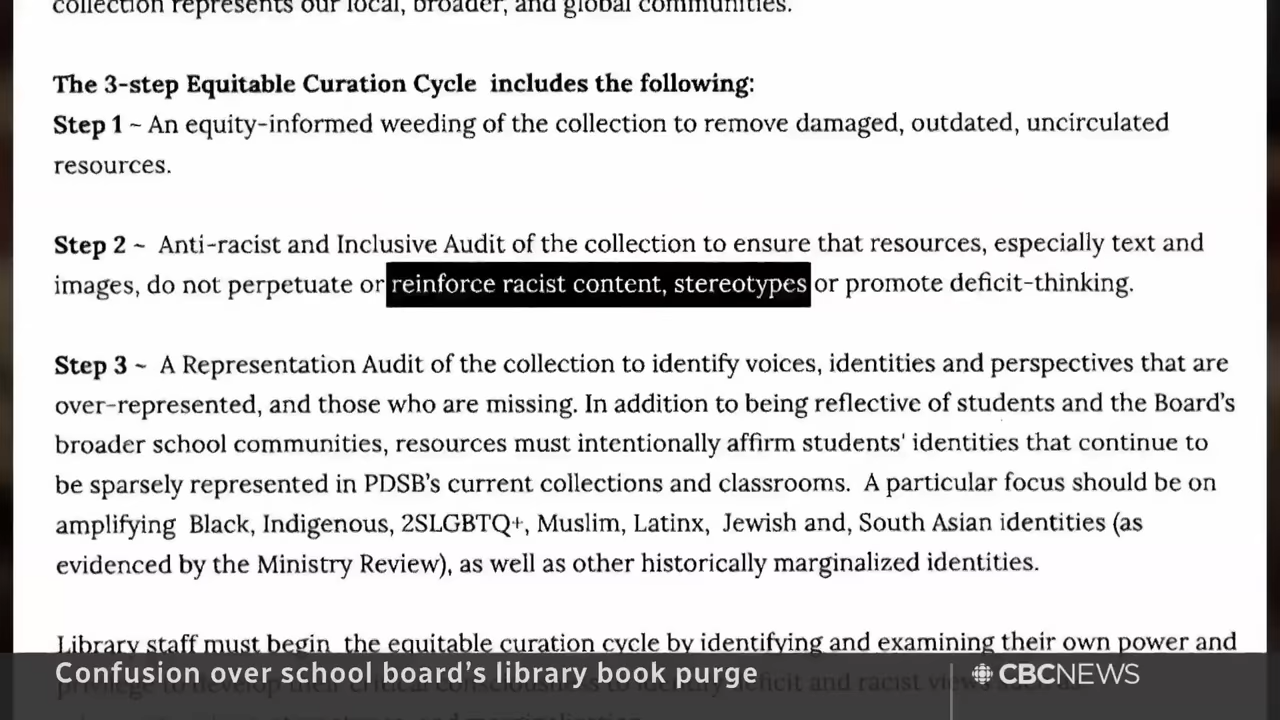 collection represents our local, broader, and global communities.
The 3-step Equitable Curation Cycle includes the following:
Step 1 ~ An equity-informed weeding of the collection to remove damaged, outdated, uncirculated
resources.
Step 2 ~ Anti-racist and Inclusive Audit of the collection to ensure that resources, especially text and
images, do not perpetuate or reinforce racist content, stereotypes or promote deficit-thinking.
Step 3 ~ A Representation Audit of the collection to identify voices, identities and perspectives that are
over-represented, and those who are missing. In addition to being reflective of students and the Board's
broader school communities, resources must intentionally affirm students' identities that continue to
be sparsely represented in PDSB's current collections and classrooms. A particular focus should be on
amplifying Black, Indigenous, 2SLGBTQ+, Muslim, Latinx, Jewish and, South Asian identities (as
evidenced by the Ministry Review), as well as other historically marginalized identities.
Library staff must begin the equitable curation cycle by identifying and examining their own power and
Confusion over school board's library book purge
CBCNEWS